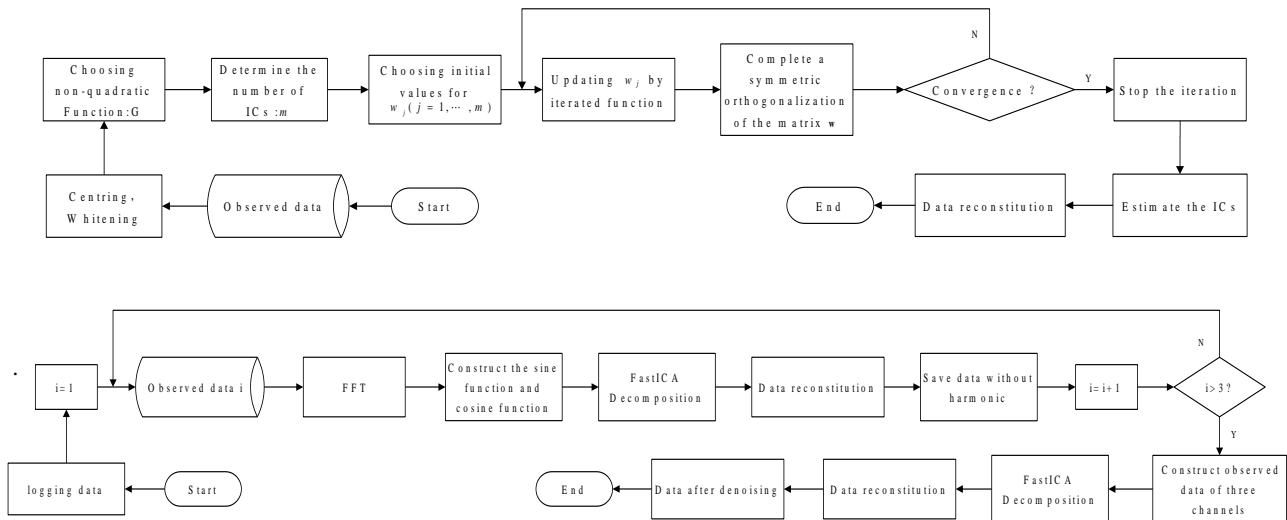 N
Choosing
non-quadratic
Function:G
Determine the
number of
ICs :m
Choosing initial
values for
w_j (j = 1, ⋯, m)
Updating w_j by
iterated function
Complete a
symmetric
orthogonalization
of the matrix w
Convergence ?
Y
Stop the iteration
Centring,
Whitening
Observed data
Start
End
Data reconstitution
Estimate the ICs
N
i=1
Observed data i
FFT
Construct the sine
function and
cosine function
FastICA
Decomposition
Data reconstitution
Save data without
harmonic
i=i+1
i>3?
Y
logging data
Start
End
Data after denoising
Data reconstitution
FastICA
Decomposition
Construct observed
data of three
channels